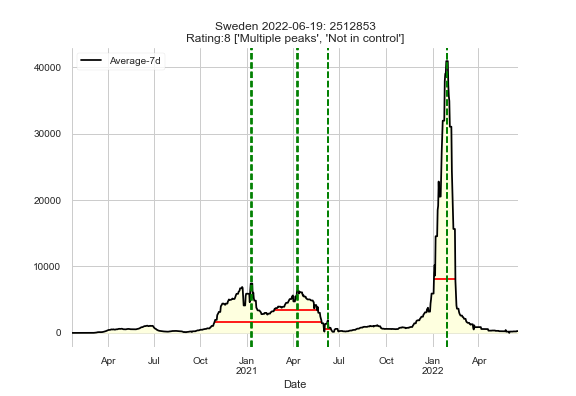 Sweden 2022-06-19: 2512853
Rating:8 ['Multiple peaks', 'Not in control']
Average-7d
40000
30000
20000
10000
0
Apr Jul Oct Jan Apr Jul Oct Jan Apr
2021 2022
Date